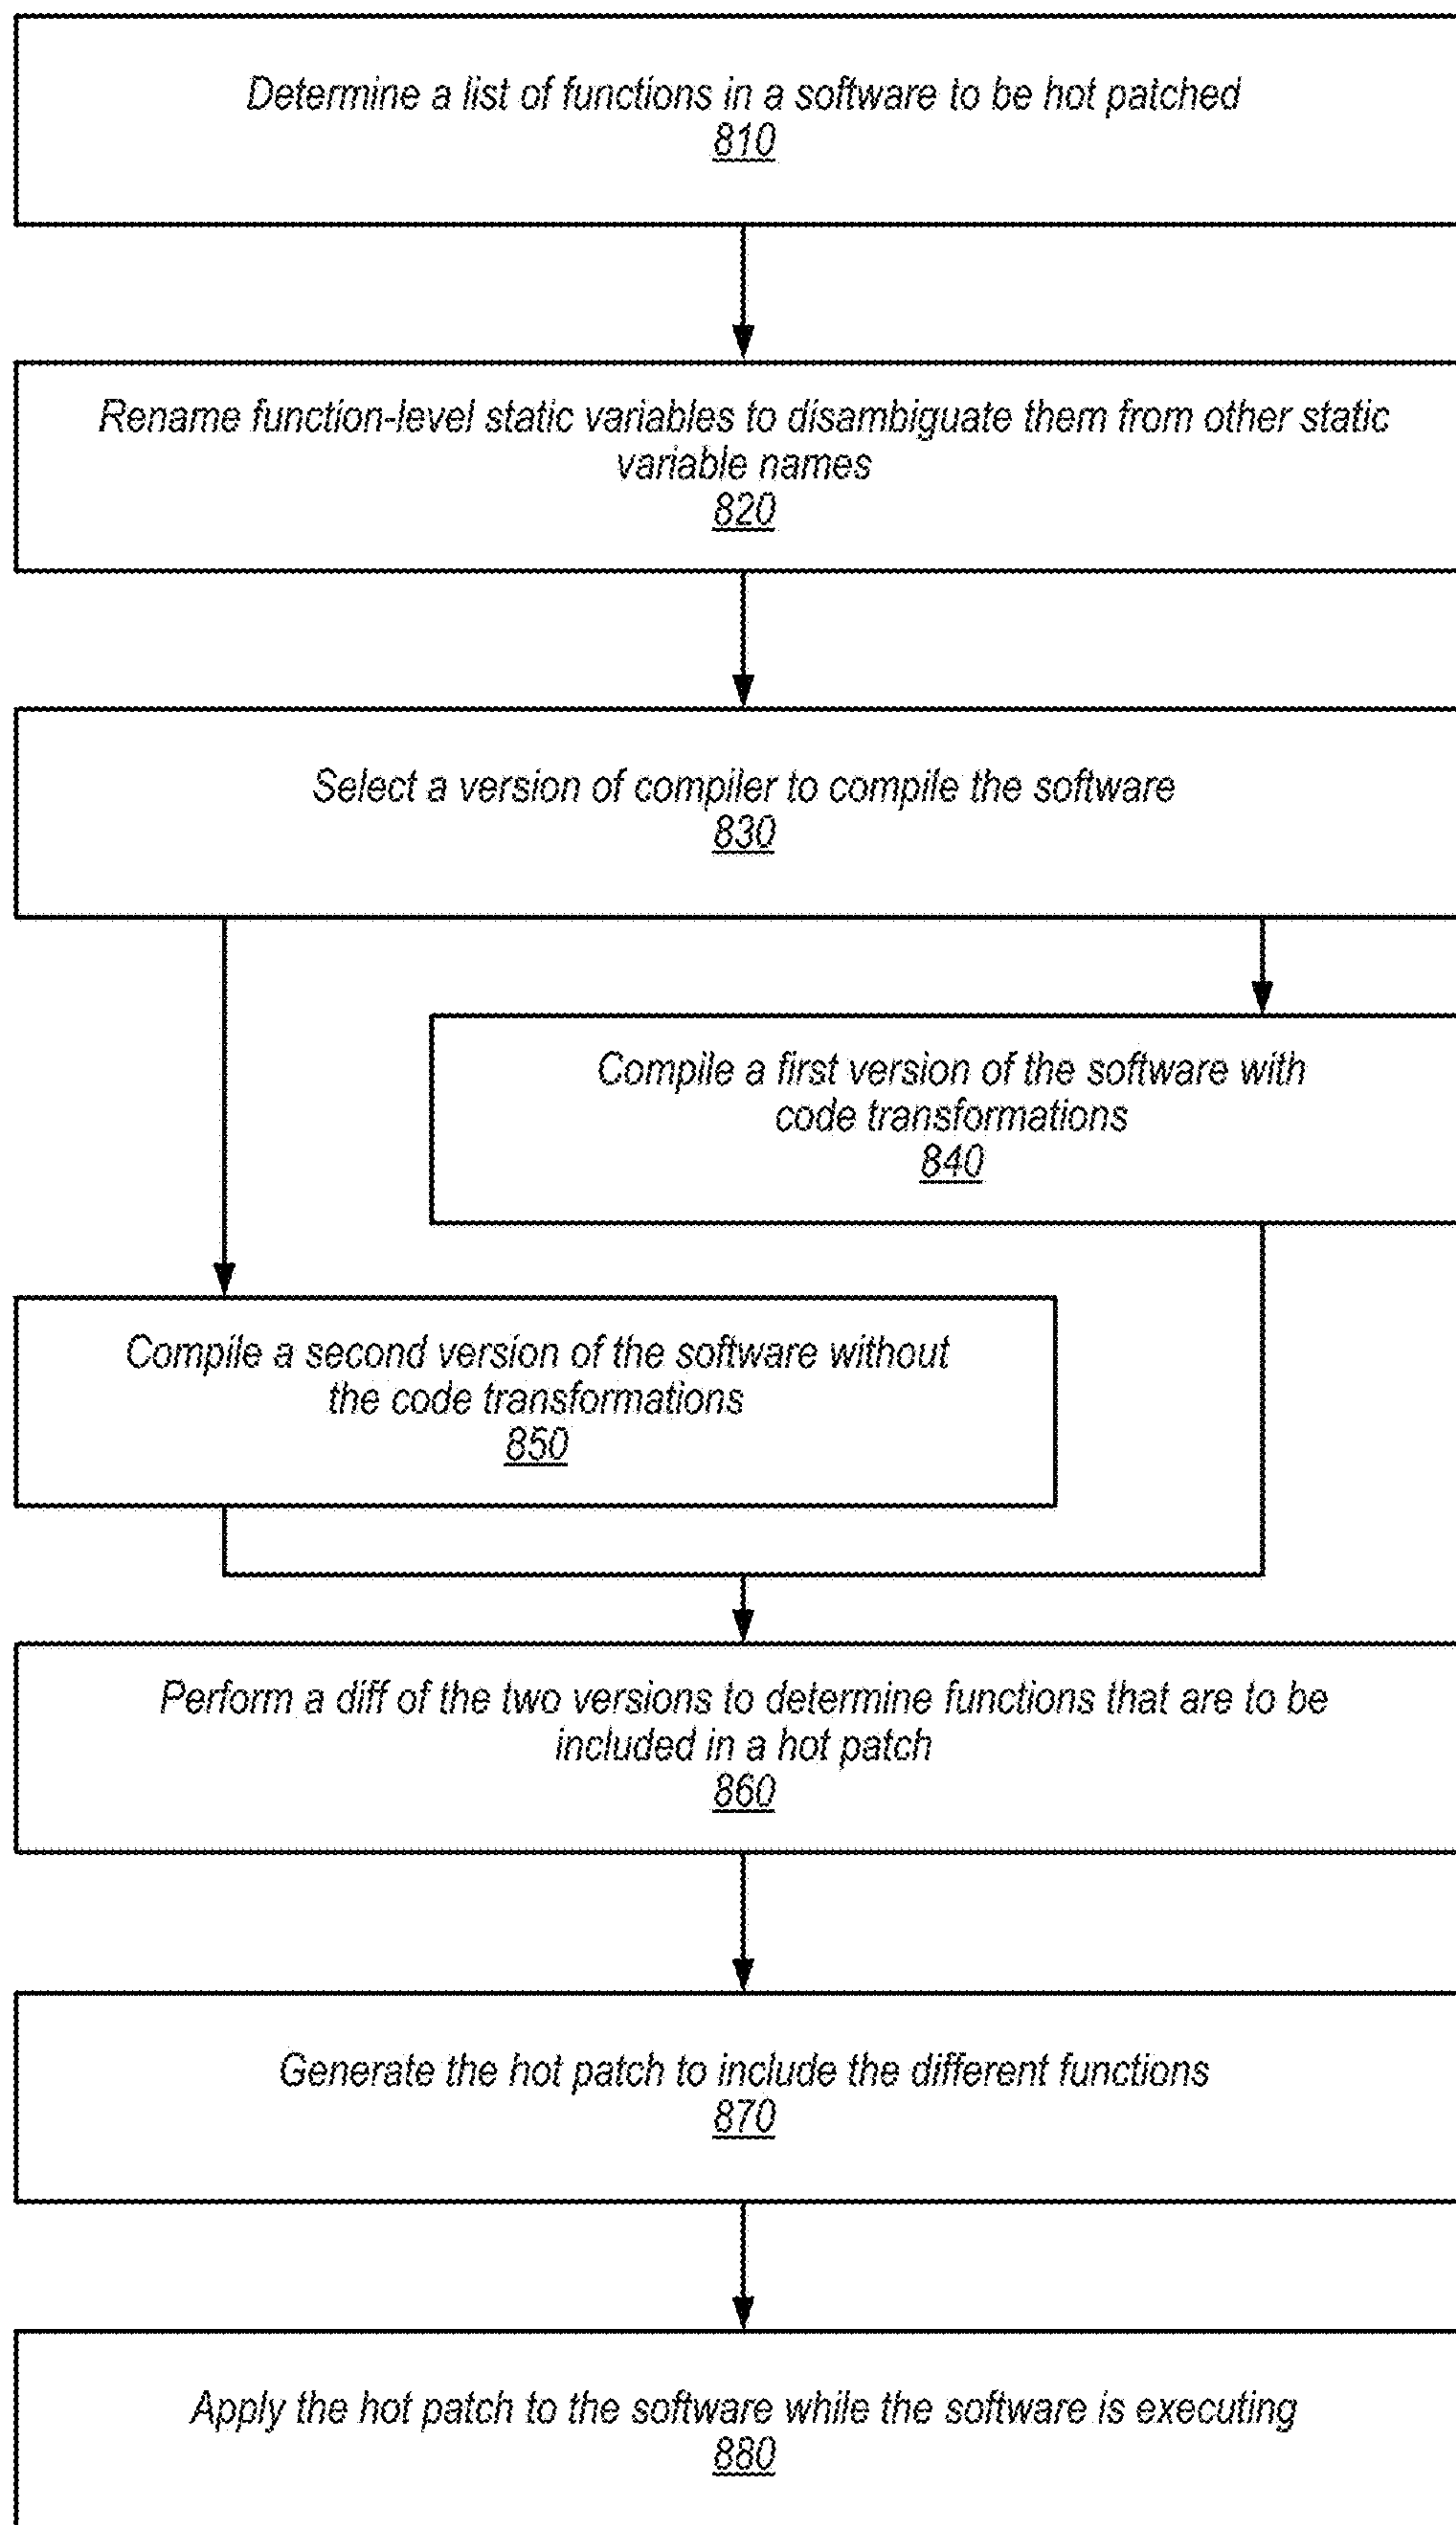 Determine a list of functions in a software to be hot patched
810
Rename function-level static variables to disambiguate them from other static
variable names
820
Select a version of compiler to compile the software
830
Compile a first version of the software with
code transformations
840
Compile a second version of the software without
the code transformations
850
Perform a diff of the two versions to determine functions that are to be
included in a hot patch
860
Generate the hot patch to include the different functions
870
Apply the hot patch to the software while the software is executing
880